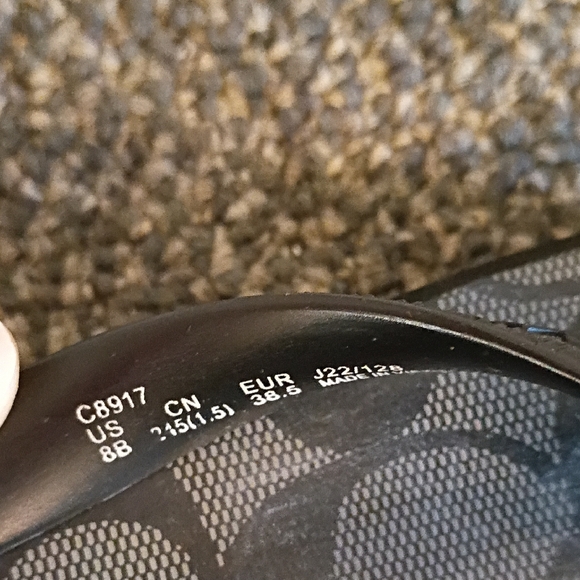 C8917
US CN EUR J22/128
8B 245(1.5) 38.5 MADE IN